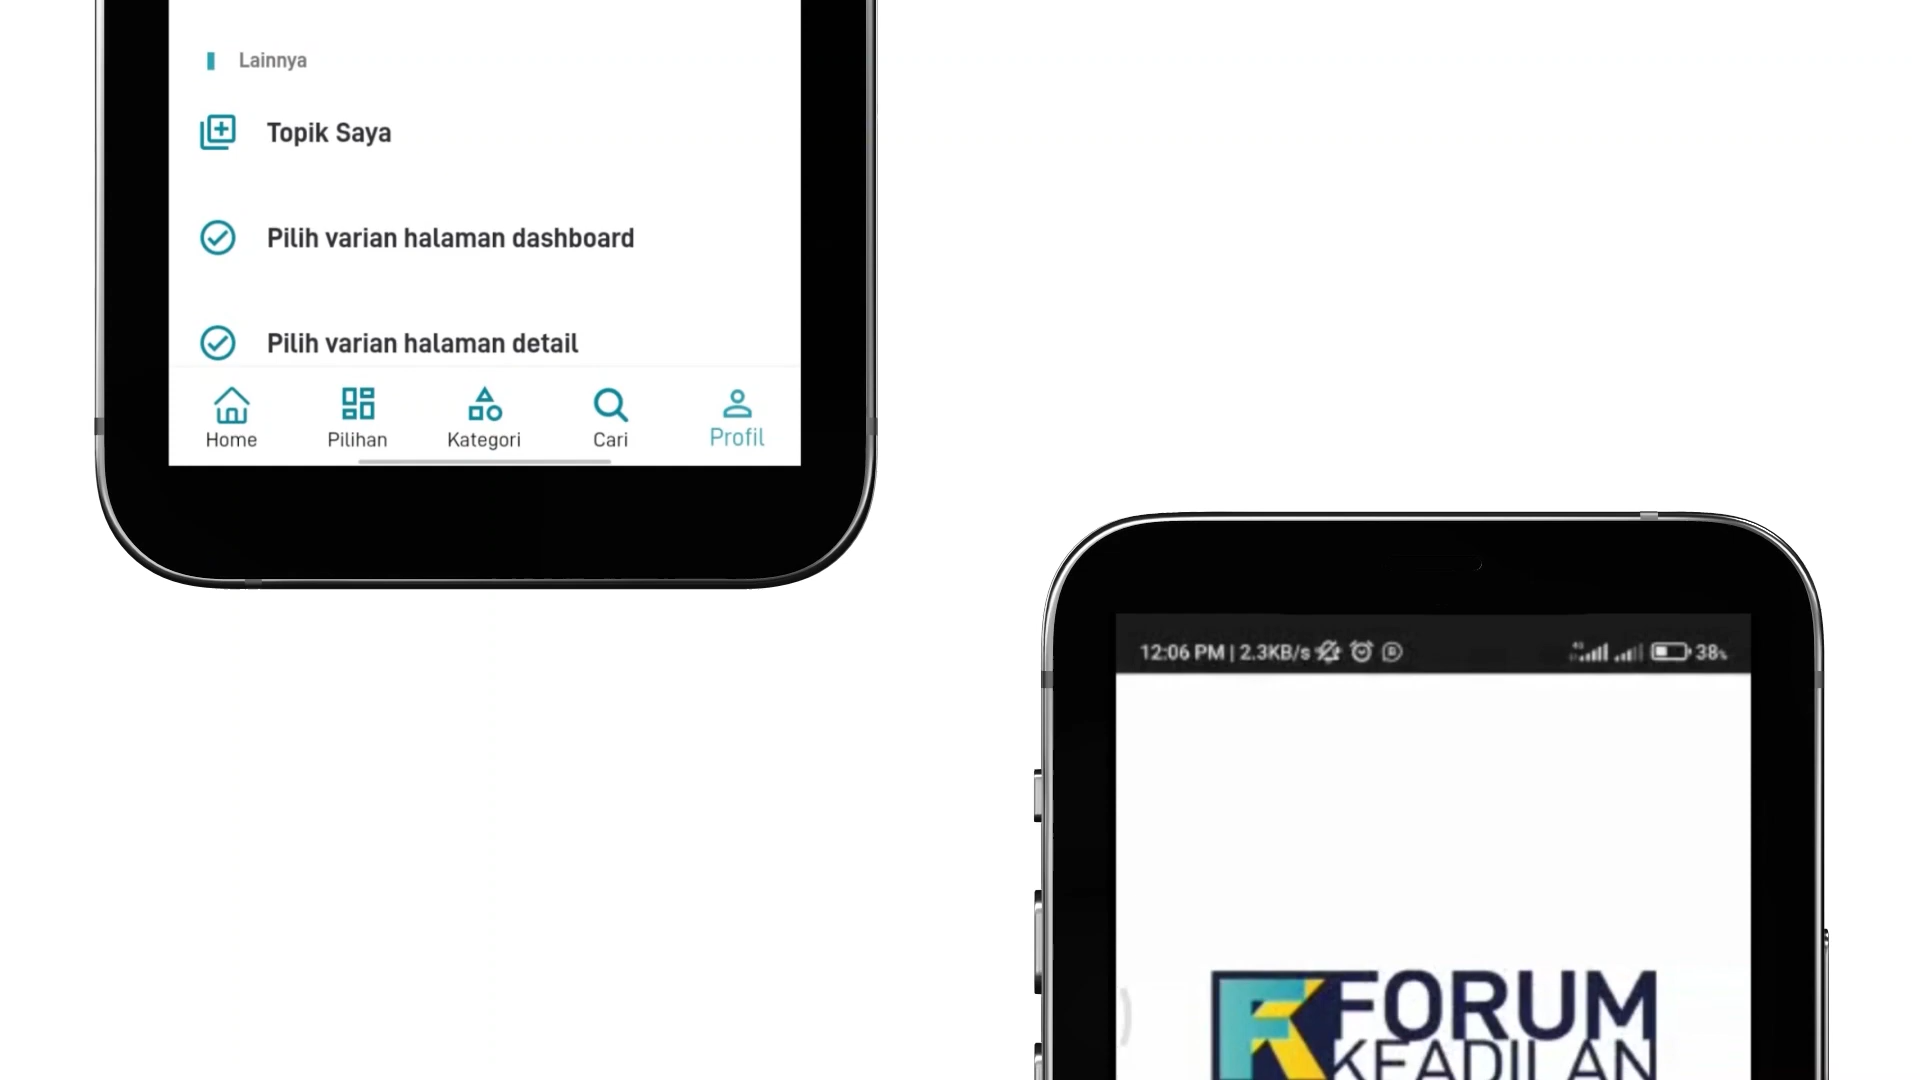 Lainnya
Topik Saya
Pilih varian halaman dashboard
Pilih varian halaman detail
Home Pilihan Kategori Cari Profil
12:06 PM | 2.3KB/s 38%
FORUM
KEADILAN